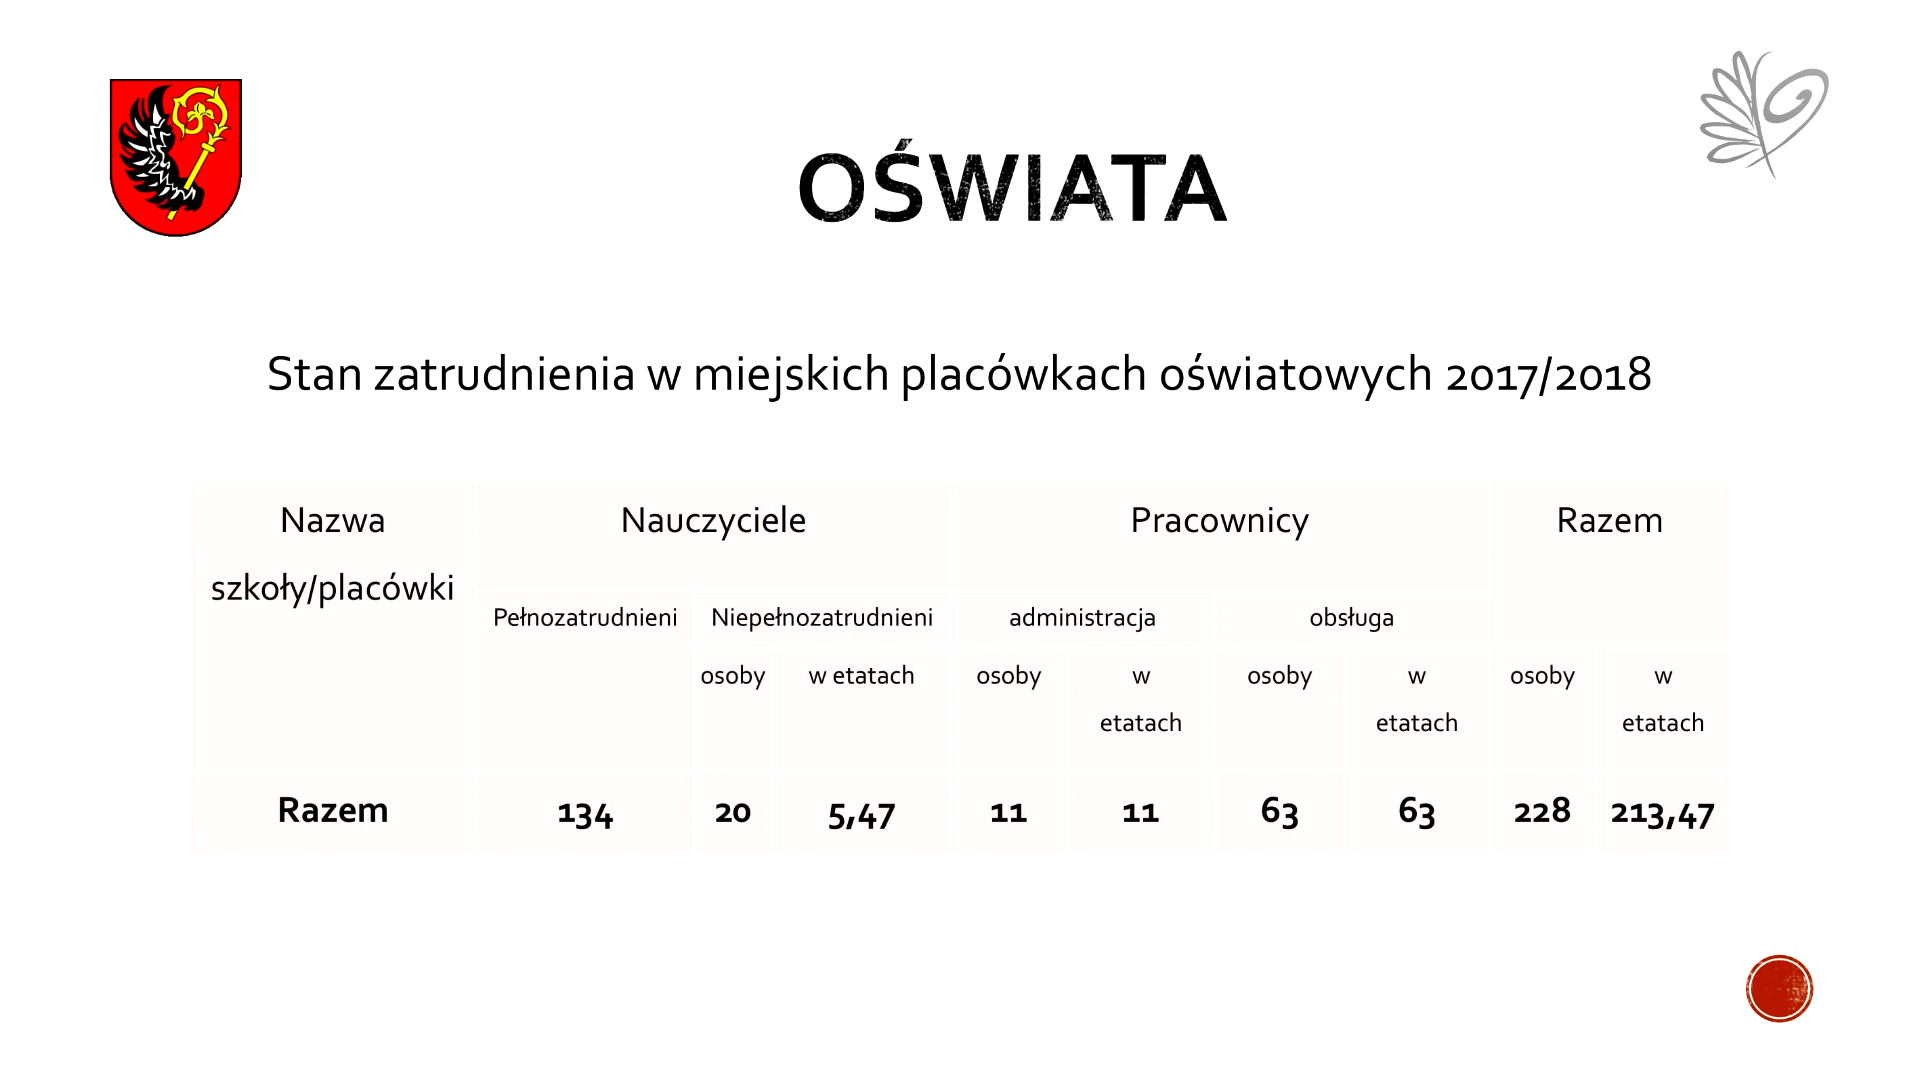 OŚWIATA
Stan zatrudnienia w miejskich placówkach oświatowych 2017/2018
Nazwa szkoły/placówki Nauczyciele Pracownicy Razem
Pełnozatrudnieni Niepełnozatrudnieni administracja obsługa
osoby w etatach osoby w etatach osoby w etatach osoby w etatach
Razem 134 20 5,47 11 11 63 63 228 213,47